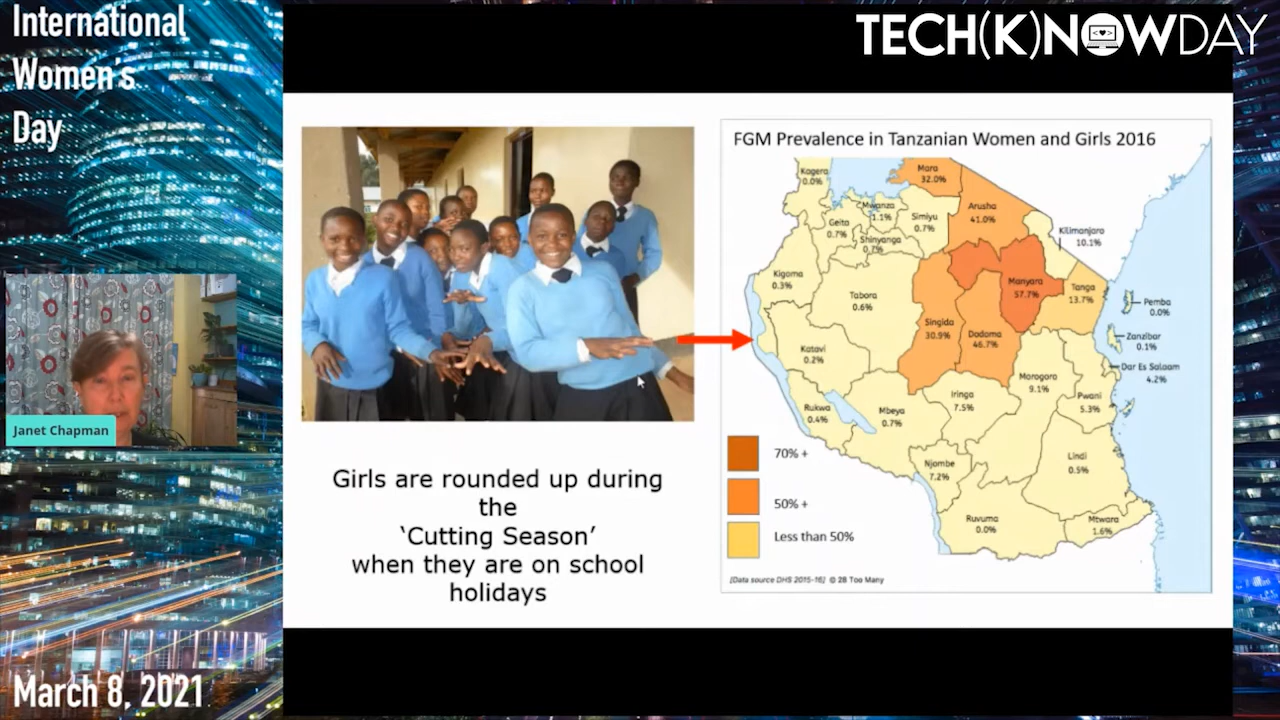 International
Women's
Day
TECH(K)NOWDAY
Janet Chapman
March 8, 2021
Girls are rounded up during
the
‘Cutting Season’
when they are on school
holidays
FGM Prevalence in Tanzanian Women and Girls 2016
Kagera
0.0%
Mara
32.0%
Mwanza
1.1%
Simiyu
0.7%
Arusha
41.0%
Geita
0.7%
Shinyanga
0.7%
Kilimanjaro
10.1%
Kigoma
0.3%
Tabora
0.6%
Manyara
57.7%
Tanga
13.7%
Pemba
0.0%
Singida
30.9%
Dodoma
46.7%
Zanzibar
0.1%
Katavi
0.2%
Dar Es Salaam
4.2%
Morogoro
9.1%
Pwani
5.3%
Rukwa
0.4%
Mbeya
0.7%
Iringa
7.5%
Njombe
7.2%
Lindi
0.5%
Ruvuma
0.0%
Mtwara
1.6%
70% +
50% +
Less than 50%
[Data source DHS 2015-16] © 28 Too Many